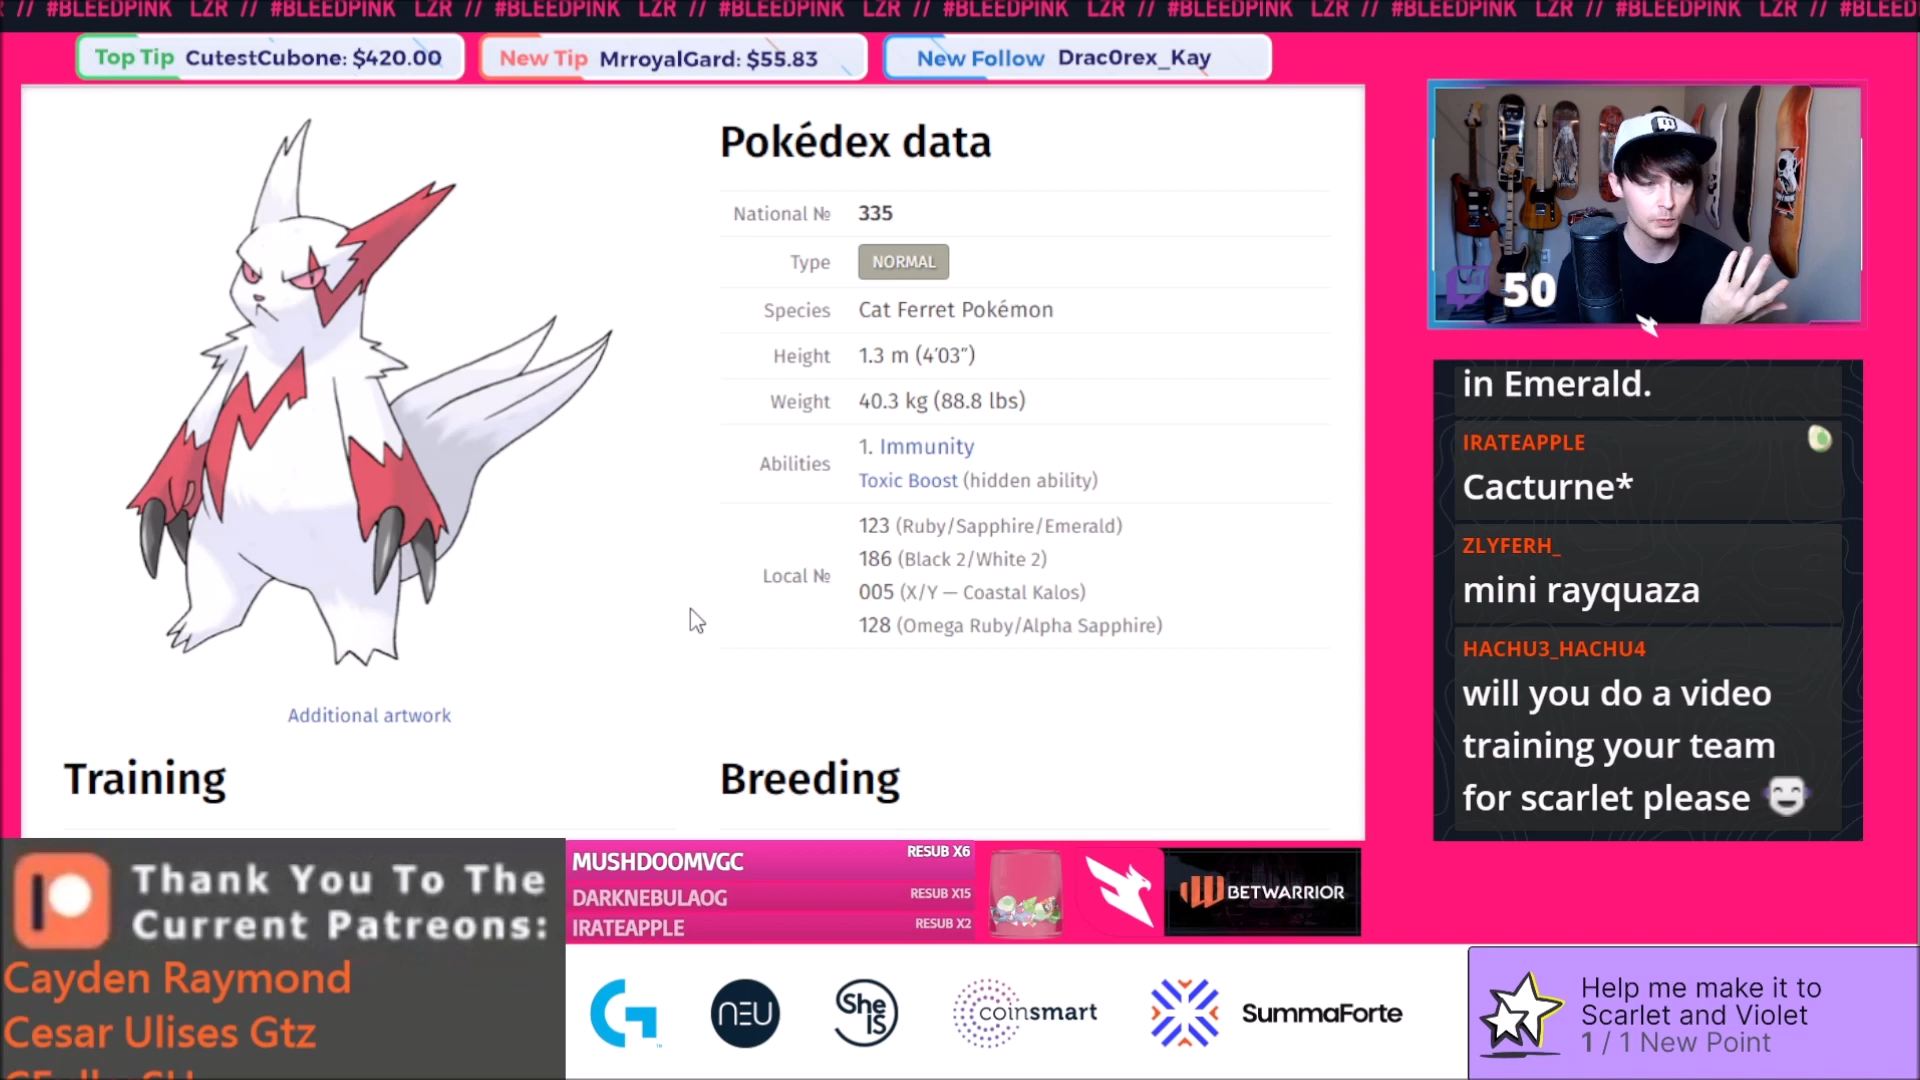 // #BLEEDPINK LZR // #BLEEDPINK LZR // #BLEEDPINK LZR // #BLEEDPINK LZR // #BLEEDPINK LZR // #BLEEDPINK LZR // #BLEEDPINK LZR // #BLEEDPINK LZR // #BLEED
Top Tip CutestCubone: $420.00
New Tip MrroyalGard: $55.83
New Follow Drac0rex_Kay
Pokédex data
National № 335
Type NORMAL
Species Cat Ferret Pokémon
Height 1.3 m (4′03″)
Weight 40.3 kg (88.8 lbs)
Abilities 1. Immunity
Toxic Boost (hidden ability)
Local № 123 (Ruby/Sapphire/Emerald)
186 (Black 2/White 2)
005 (X/Y — Coastal Kalos)
128 (Omega Ruby/Alpha Sapphire)
Additional artwork
Training
Breeding
50
in Emerald.
IRATEAPPLE
Cacturne*
ZLYFERH_
mini rayquaza
HACHU3_HACHU4
will you do a video
training your team
for scarlet please
Thank You To The
Current Patreons:
Cayden Raymond
Cesar Ulises Gtz
MUSHDOOMVGC RESUB X6
DARKNEBULAOG RESUB X15
IRATEAPPLE RESUB X2
BETWARRIOR
G
NEU
She IS
coinsmart
SummaForte
Help me make it to
Scarlet and Violet
1 / 1 New Point